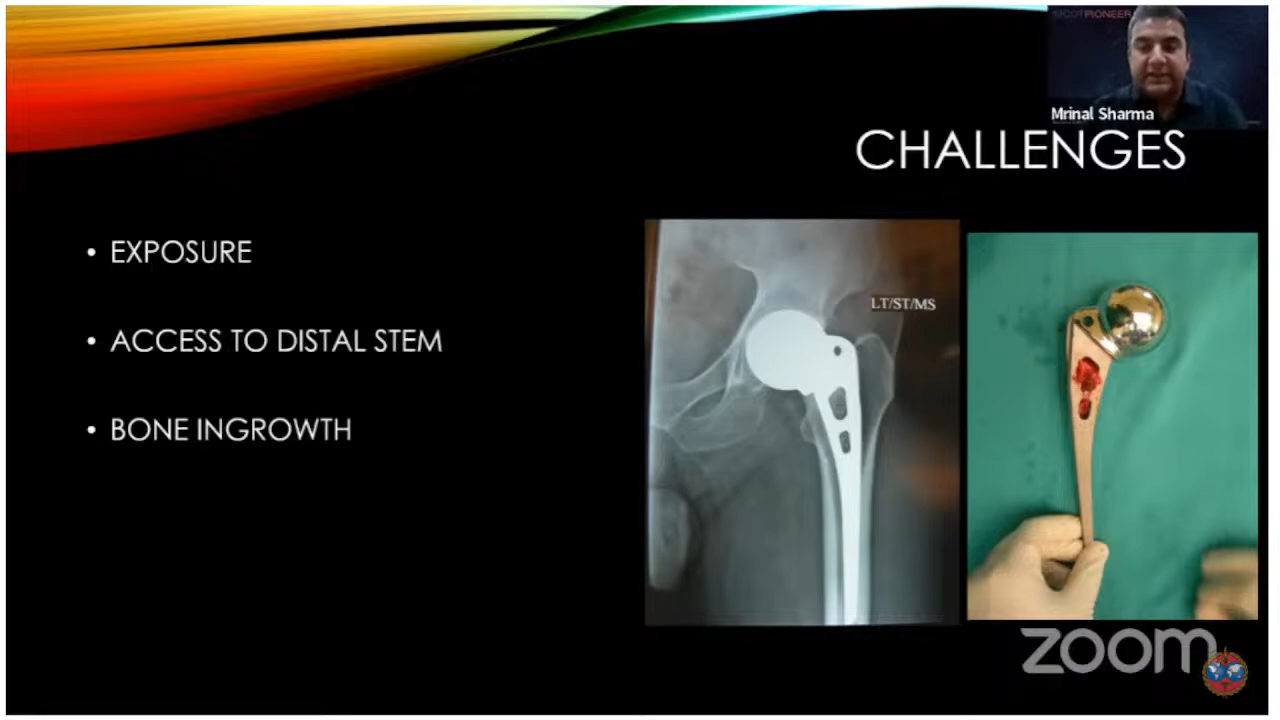 SICOT PIONEER
Mrinal Sharma
CHALLENGES
• EXPOSURE
• ACCESS TO DISTAL STEM
• BONE INGROWTH
LT/ST/MS
zoom